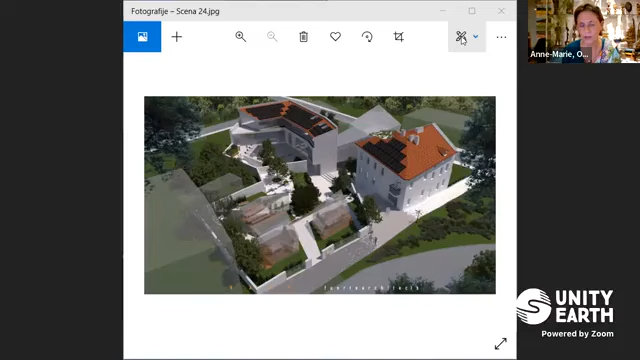 Fotografije – Scena 24.jpg
Anne-Marie, O...
UNITY
EARTH
Powered by Zoom